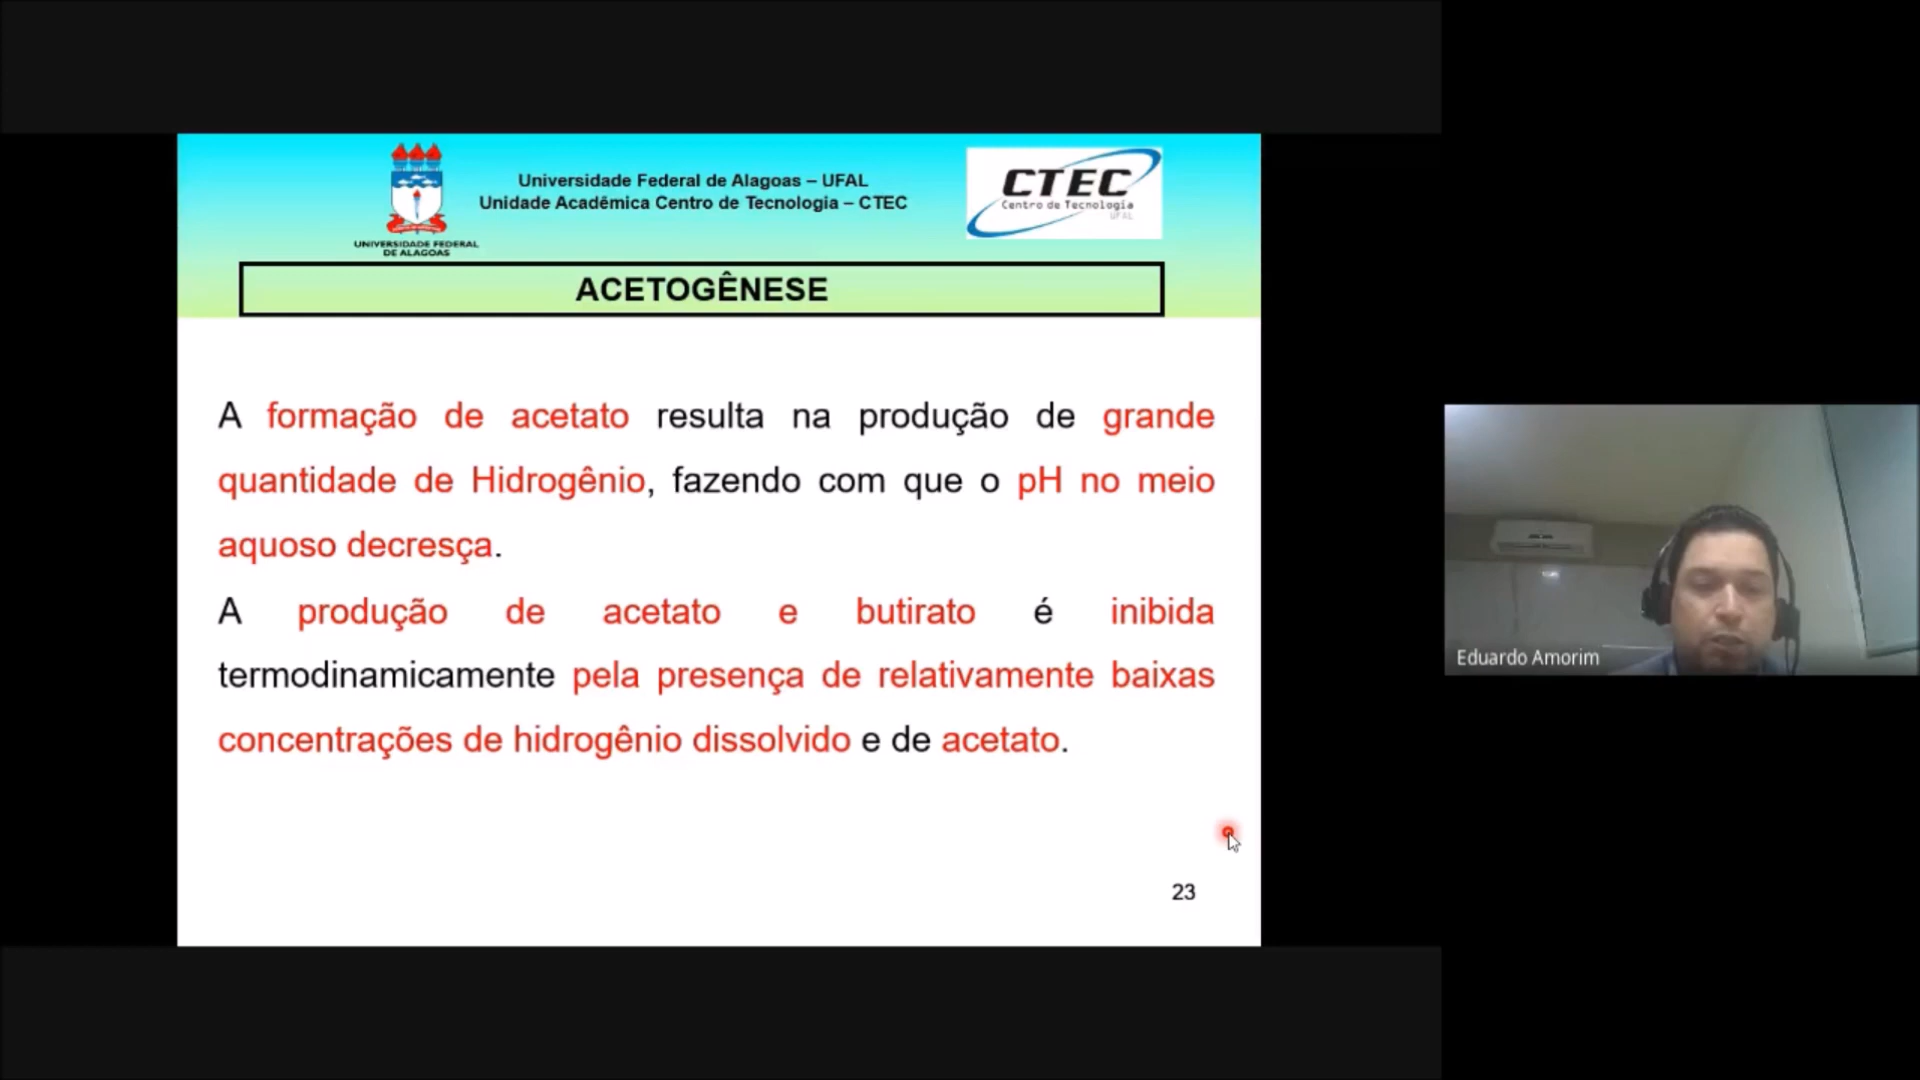 Universidade Federal de Alagoas – UFAL
Unidade Acadêmica Centro de Tecnologia – CTEC
UNIVERSIDADE FEDERAL
DE ALAGOAS
CTEC
Centro de Tecnologia
UFAL
ACETOGÊNESE
A formação de acetato resulta na produção de grande
quantidade de Hidrogênio, fazendo com que o pH no meio
aquoso decresça.
A produção de acetato e butirato é inibida
termodinamicamente pela presença de relativamente baixas
concentrações de hidrogênio dissolvido e de acetato.
23
Eduardo Amorim